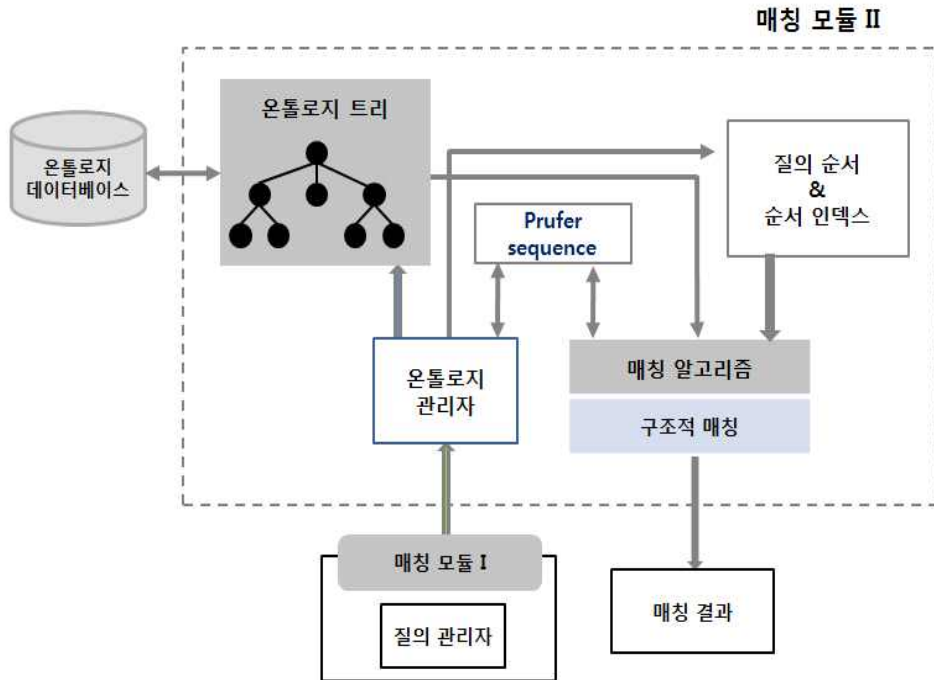 매칭 모듈 II
온톨로지 트리
온톨로지
데이터베이스
질의 순서
&
순서 인덱스
Prufer
sequence
온톨로지
관리자
매칭 알고리즘
구조적 매칭
매칭 모듈 I
질의 관리자
매칭 결과